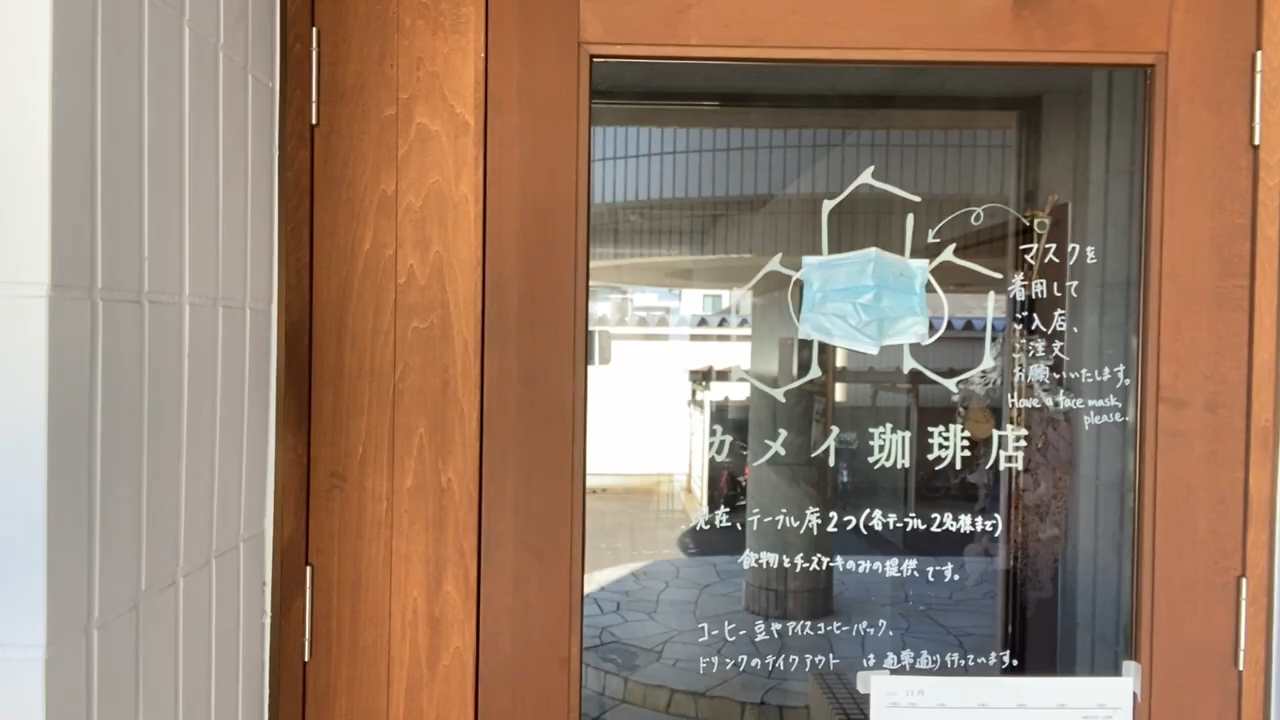 マスクを
着用して
ご入店、
ご注文
お願いいたします。
Have a face mask,
please.
カメイ珈琲店
現在、テーブル席2つ(各テーブル2名様まで)
飲物とチーズケーキのみの提供です。
コーヒー豆やアイスコーヒーパック、
ドリンクのテイクアウト は通常通り行っています。
11月